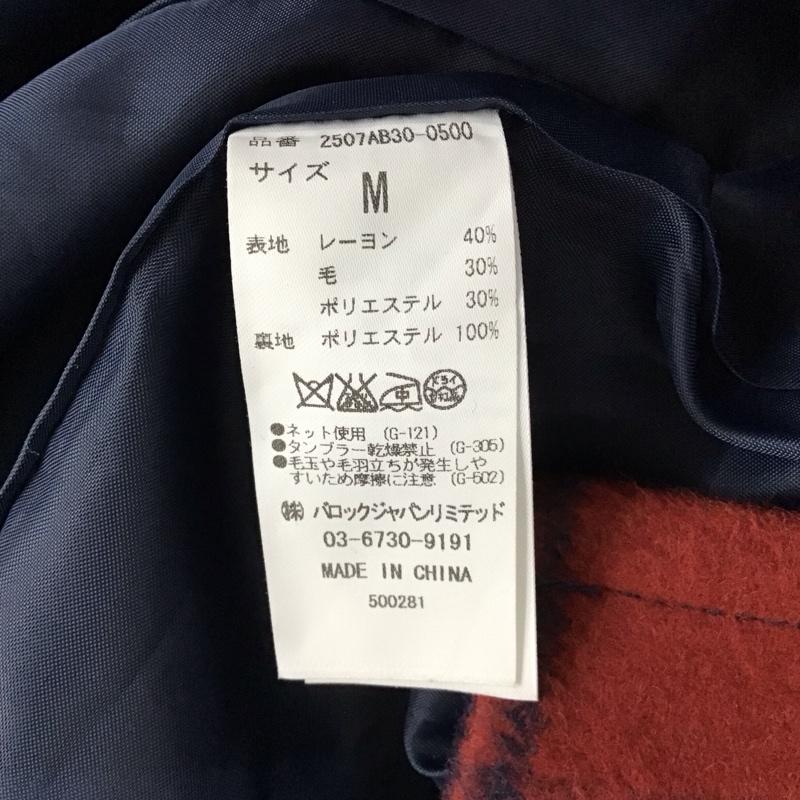 品番 2507AB30-0500
サイズ
M
表地 レーヨン 40%
毛 30%
ポリエステル 30%
裏地 ポリエステル 100%
中
ドライ
●ネット使用 (G-121)
●タンブラー乾燥禁止 (G-305)
●毛玉や毛羽立ちが発生しや
すいため摩擦に注意 (G-502)
㈱ バロックジャパンリミテッド
03-6730-9191
MADE IN CHINA
500281